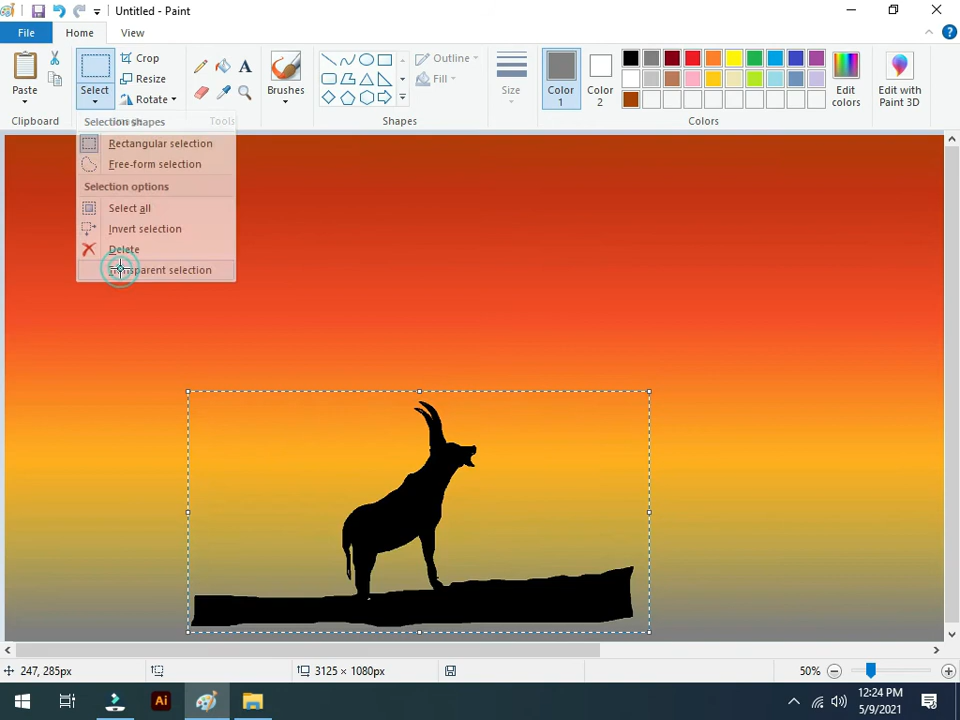 Untitled - Paint
File Home View
Paste
Select
Crop
Resize
Rotate
A
Brushes
Outline
Fill
Size
Color 1
Color 2
Edit colors
Edit with Paint 3D
Clipboard
Tools
Shapes
Colors
Selection shapes
Rectangular selection
Free-form selection
Selection options
Select all
Invert selection
Delete
Transparent selection
247, 285px
3125 × 1080px
50%
Ai
12:24 PM
5/9/2021